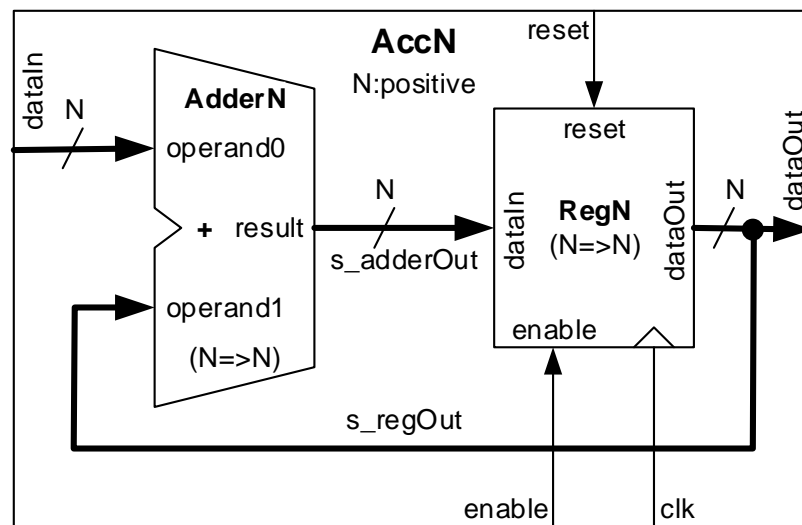 AccN
N:positive
reset
dataIn
N
AdderN
operand0
+ result
operand1
(N=>N)
N
s_adderOut
reset
dataIn
RegN
(N=>N)
dataOut
enable
N
dataOut
s_regOut
enable
clk